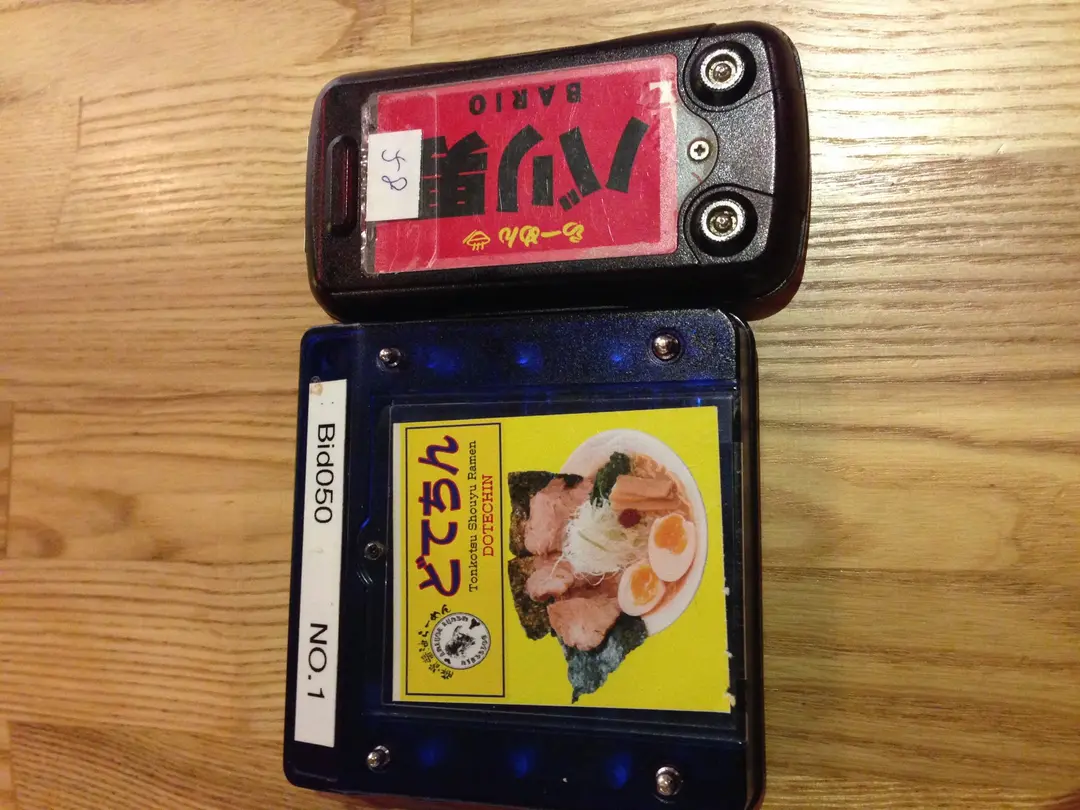 らーめん
バリ男
BARIO
Bid050 NO.1
どてちん
Tonkotsu Shouyu Ramen
DOTECHIN